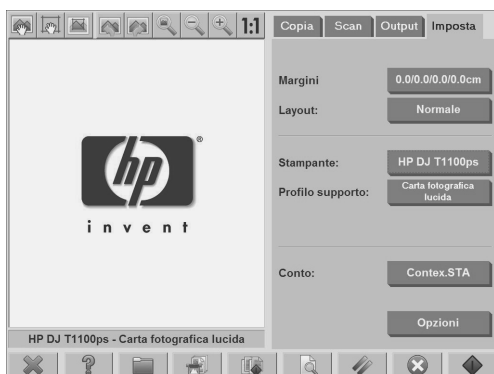 1:1
Copia Scan Output Imposta
Margini 0.0/0.0/0.0/0.0cm
Layout: Normale
hp
®
invent
Stampante: HP DJ T1100ps
Profilo supporto: Carta fotografica
lucida
Conto: Contex.STA
Opzioni
HP DJ T1100ps - Carta fotografica lucida
?